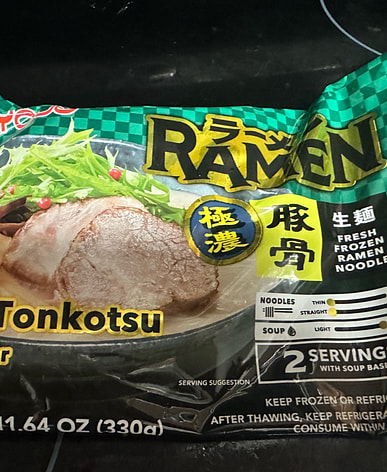 ラーメン
RAMEN
極濃
豚骨
生麺
FRESH
FROZEN
RAMEN
NOODLE
Tonkotsu
NOODLES
THIN
STRAIGHT
SOUP
LIGHT
2 SERVING
WITH SOUP BASE
SERVING SUGGESTION
11.64 OZ (330g)
KEEP FROZEN OR REFRI
AFTER THAWING, KEEP REFRIGERA
CONSUME WITHIN